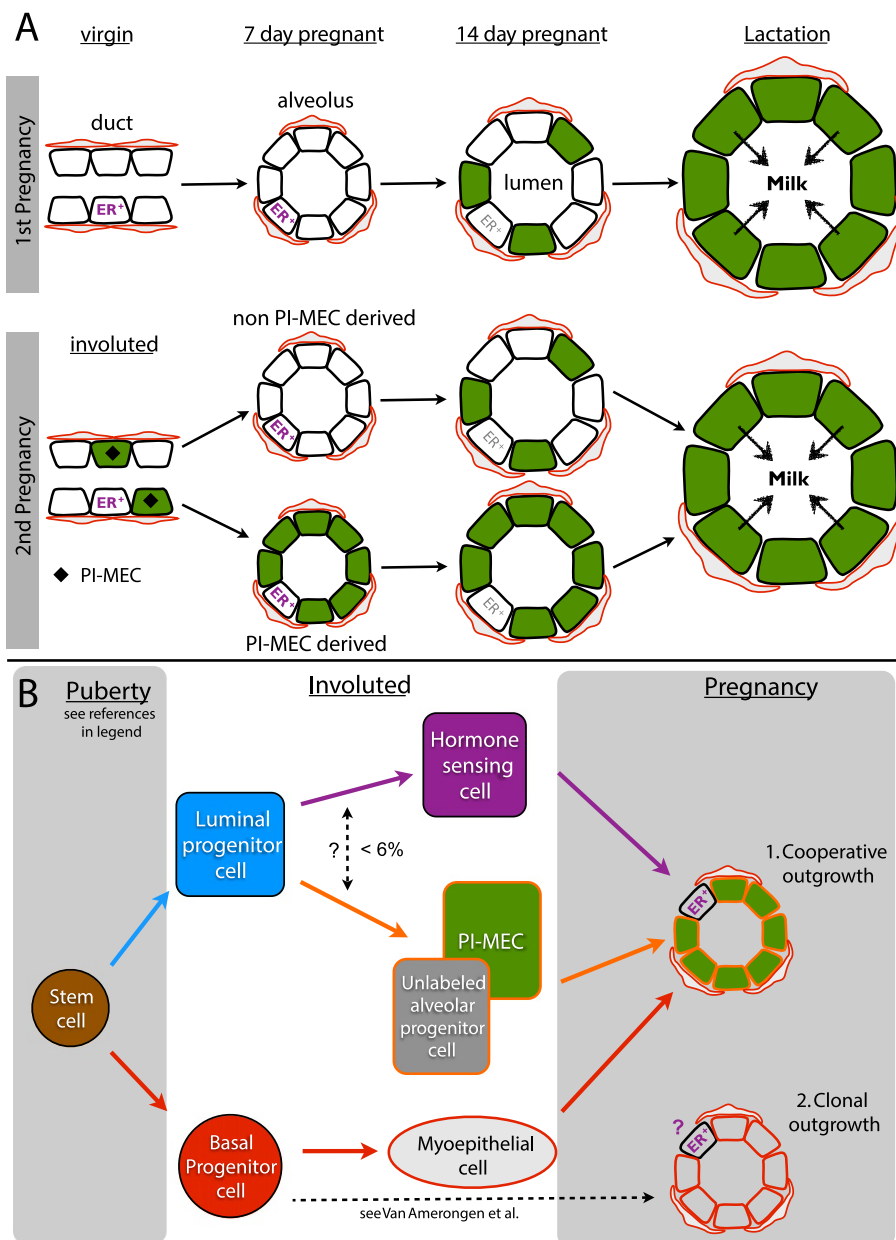 A
virgin
7 day pregnant
14 day pregnant
Lactation
1st Pregnancy
duct
ER+
alveolus
ER+
lumen
ER+
Milk
2nd Pregnancy
involuted
ER+
PI-MEC
non PI-MEC derived
ER+
ER+
ER+
PI-MEC derived
ER+
Milk
B
Puberty
see references
in legend
Involuted
Pregnancy
Hormone
sensing
cell
Luminal
progenitor
cell
? < 6%
PI-MEC
Unlabeled
alveolar
progenitor
cell
Stem
cell
Basal
Progenitor
cell
Myoepithelial
cell
see Van Amerongen et al.
1. Cooperative
outgrowth
ER+
2. Clonal
outgrowth
?
ER+